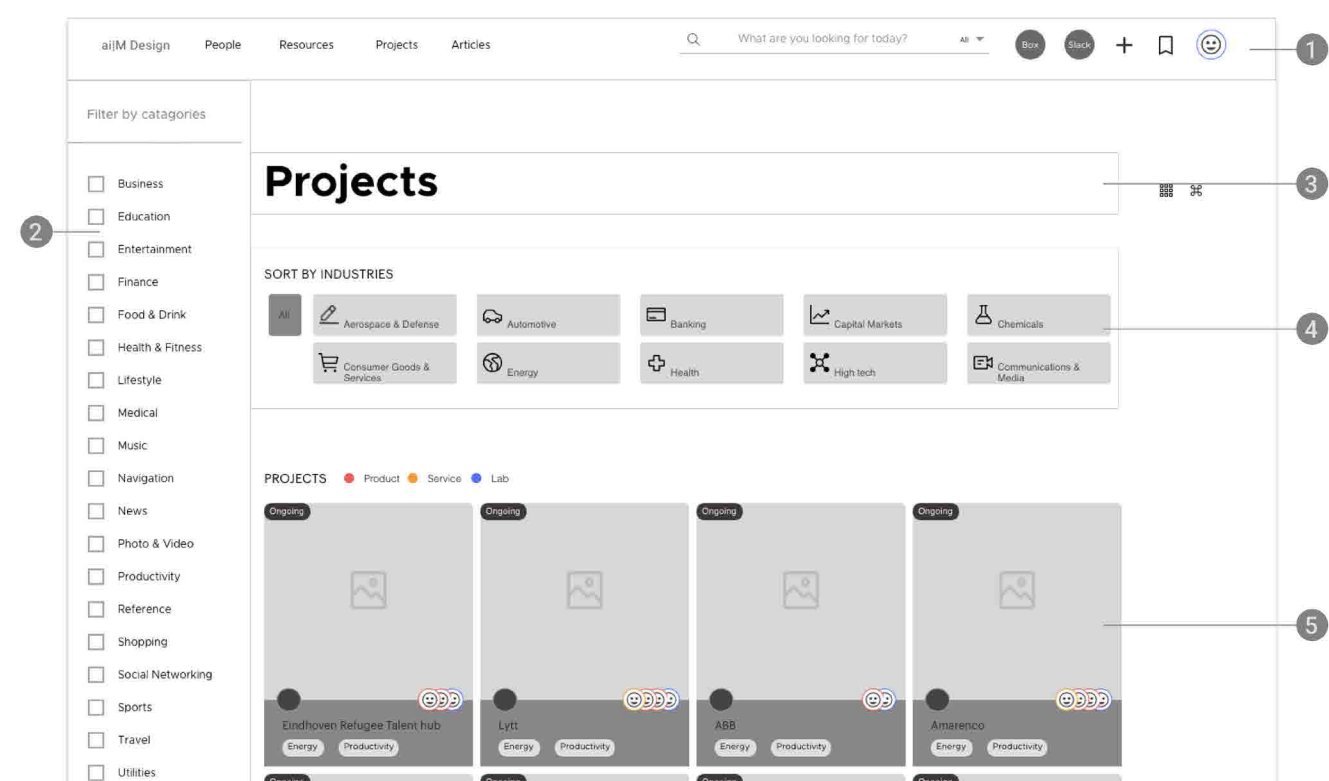 ai|M Design People Resources Projects Articles What are you looking for today? All Box Slack
1
Filter by catagories
Business
Education
Entertainment
Finance
Food & Drink
Health & Fitness
Lifestyle
Medical
Music
Navigation
News
Photo & Video
Productivity
Reference
Shopping
Social Networking
Sports
Travel
Utilities
2
Projects
3
SORT BY INDUSTRIES
All Aerospace & Defense Automotive Banking Capital Markets Chemicals
Consumer Goods & Services Energy Health High tech Communications & Media
4
PROJECTS Product Service Lab
Ongoing Ongoing Ongoing Ongoing
5
Eindhoven Refugee Talent hub Lytt ABB Amarenco
Energy Productivity Energy Productivity Energy Productivity Energy Productivity
Ongoing Ongoing Ongoing Ongoing